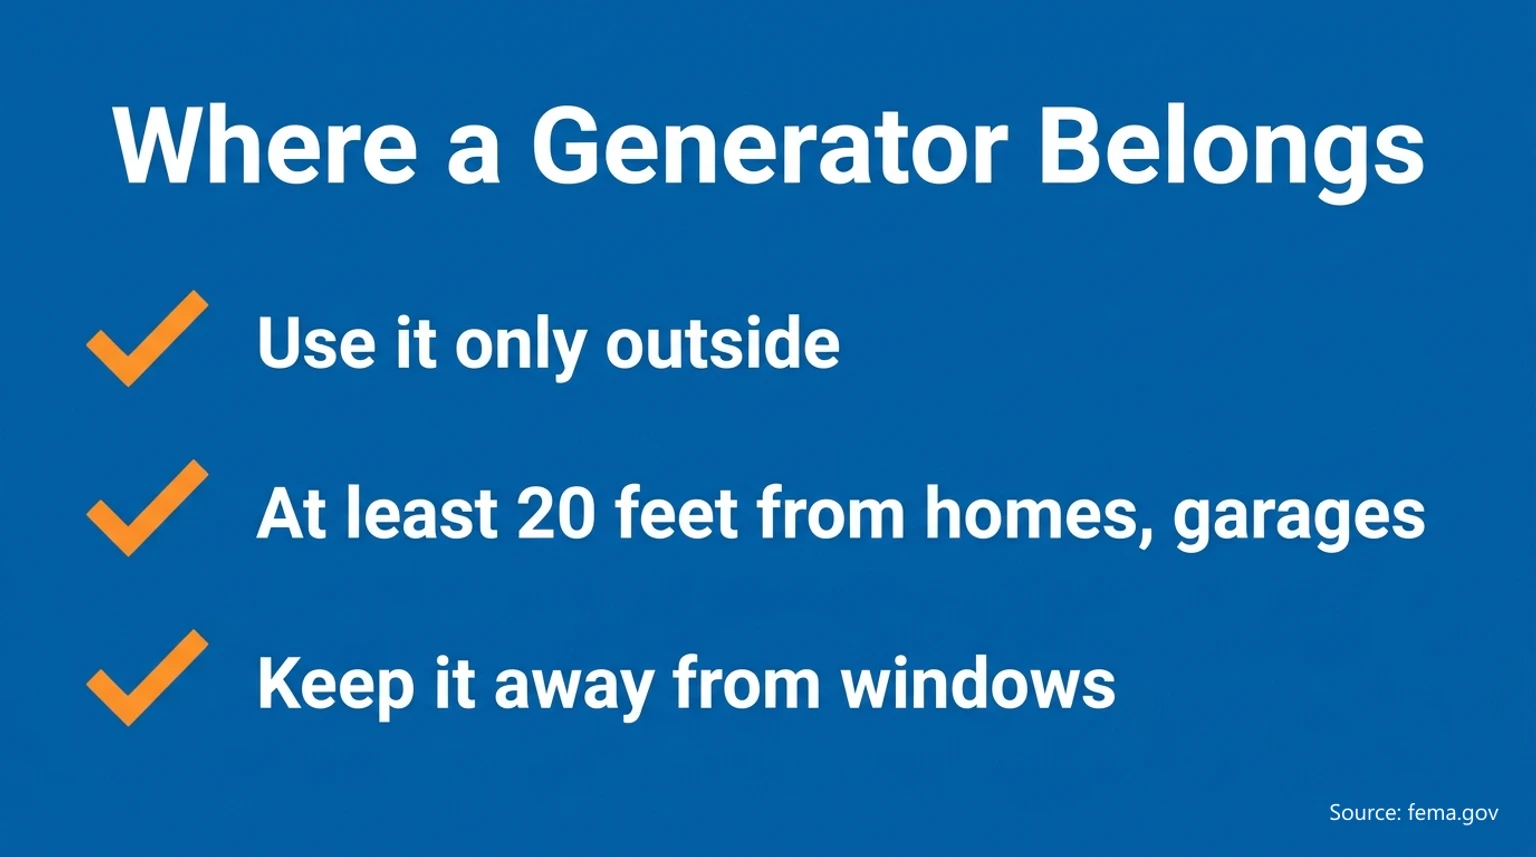 Where a Generator Belongs
Use it only outside
At least 20 feet from homes, garages
Keep it away from windows
Source: fema.gov